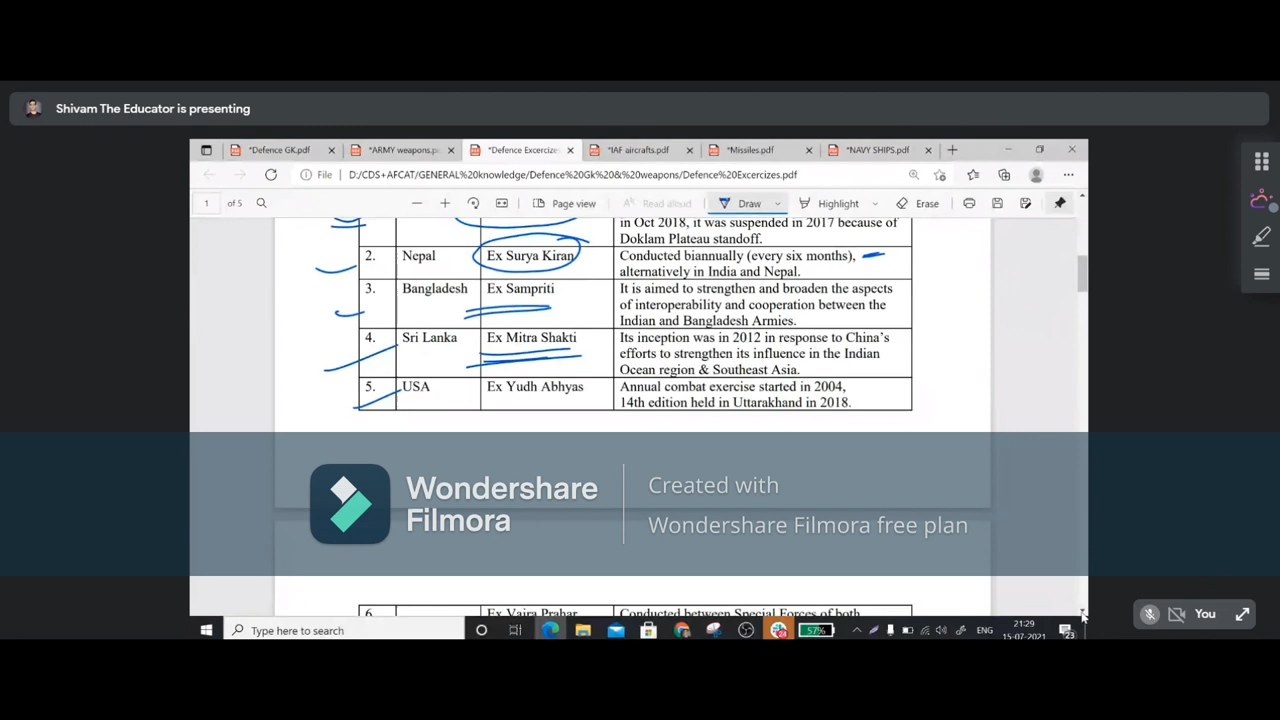 Shivam The Educator is presenting
*Defence GK.pdf
*ARMY weapons.p
*Defence Excercize
*IAF aircrafts.pdf
*Missiles.pdf
*NAVY SHIPS.pdf
File D:/CDS+AFCAT/GENERAL%20knowledge/Defence%20Gk%20&%20weapons/Defence%20Excercizes.pdf
1 of 5 Page view Read aloud Draw Highlight Erase
in Oct 2018, it was suspended in 2017 because of
Doklam Plateau standoff.
2. Nepal Ex Surya Kiran Conducted biannually (every six months),
alternatively in India and Nepal.
3. Bangladesh Ex Sampriti It is aimed to strengthen and broaden the aspects
of interoperability and cooperation between the
Indian and Bangladesh Armies.
4. Sri Lanka Ex Mitra Shakti Its inception was in 2012 in response to China's
efforts to strengthen its influence in the Indian
Ocean region & Southeast Asia.
5. USA Ex Yudh Abhyas Annual combat exercise started in 2004,
14th edition held in Uttarakhand in 2018.
Wondershare
Filmora
Created with
Wondershare Filmora free plan
6. Ex Vajra Prahar Conducted between Special Forces of both
You
Type here to search
57%
ENG
21:29
15-07-2021
23